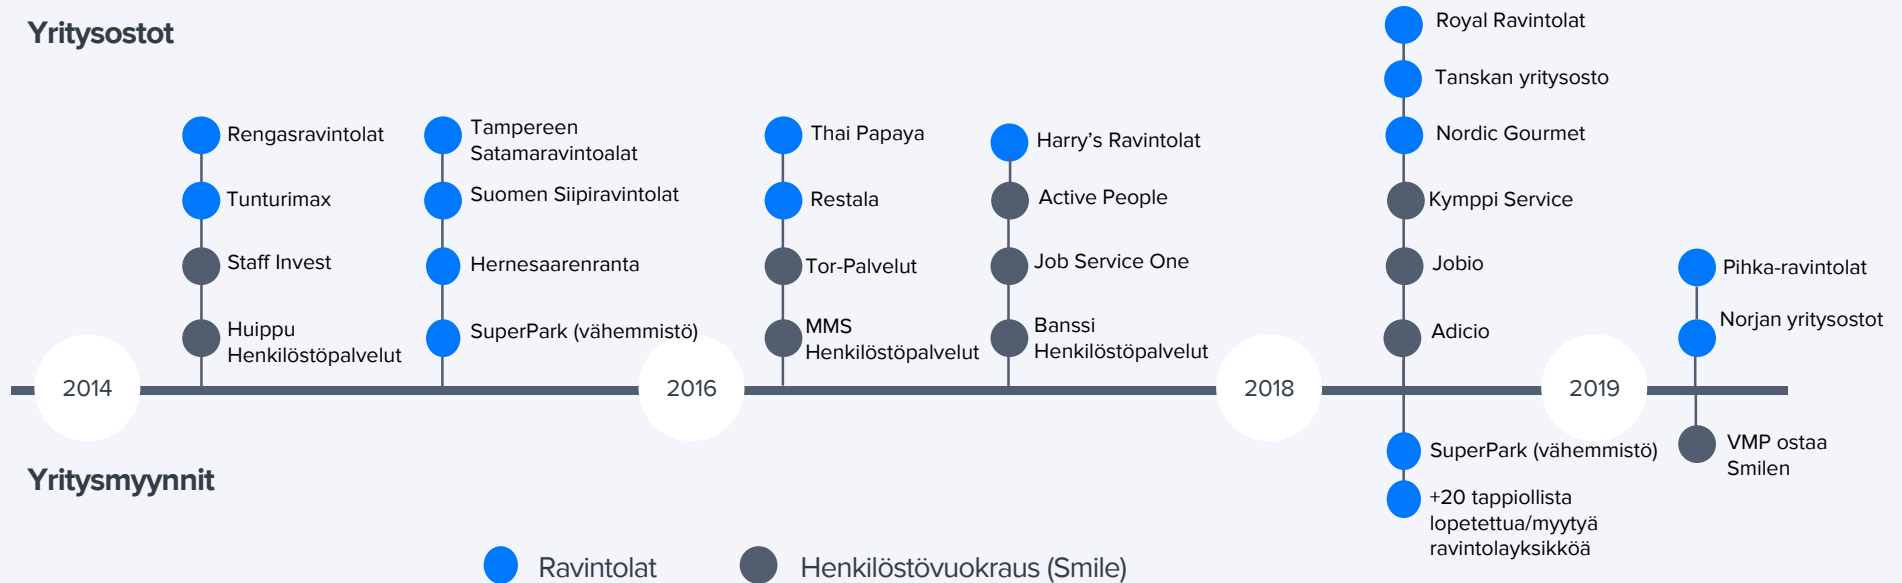 Yritysostot
Rengasravintolat
Tunturimax
Staff Invest
Huippu
Henkilöstöpalvelut
Tampereen
Satamaravintoalat
Suomen Siipiravintolat
Hernesaarenranta
SuperPark (vähemmistö)
Thai Papaya
Restala
Tor-Palvelut
MMS
Henkilöstöpalvelut
Harry's Ravintolat
Active People
Job Service One
Banssi
Henkilöstöpalvelut
Royal Ravintolat
Tanskan yritysosto
Nordic Gourmet
Kymppi Service
Jobio
Adicio
Pihka-ravintolat
Norjan yritysostot
2014
2016
2018
2019
Yritysmyynnit
SuperPark (vähemmistö)
+20 tappiollista
lopetettua/myytyä
ravintolayksikköä
VMP ostaa
Smilen
Ravintolat
Henkilöstövuokraus (Smile)